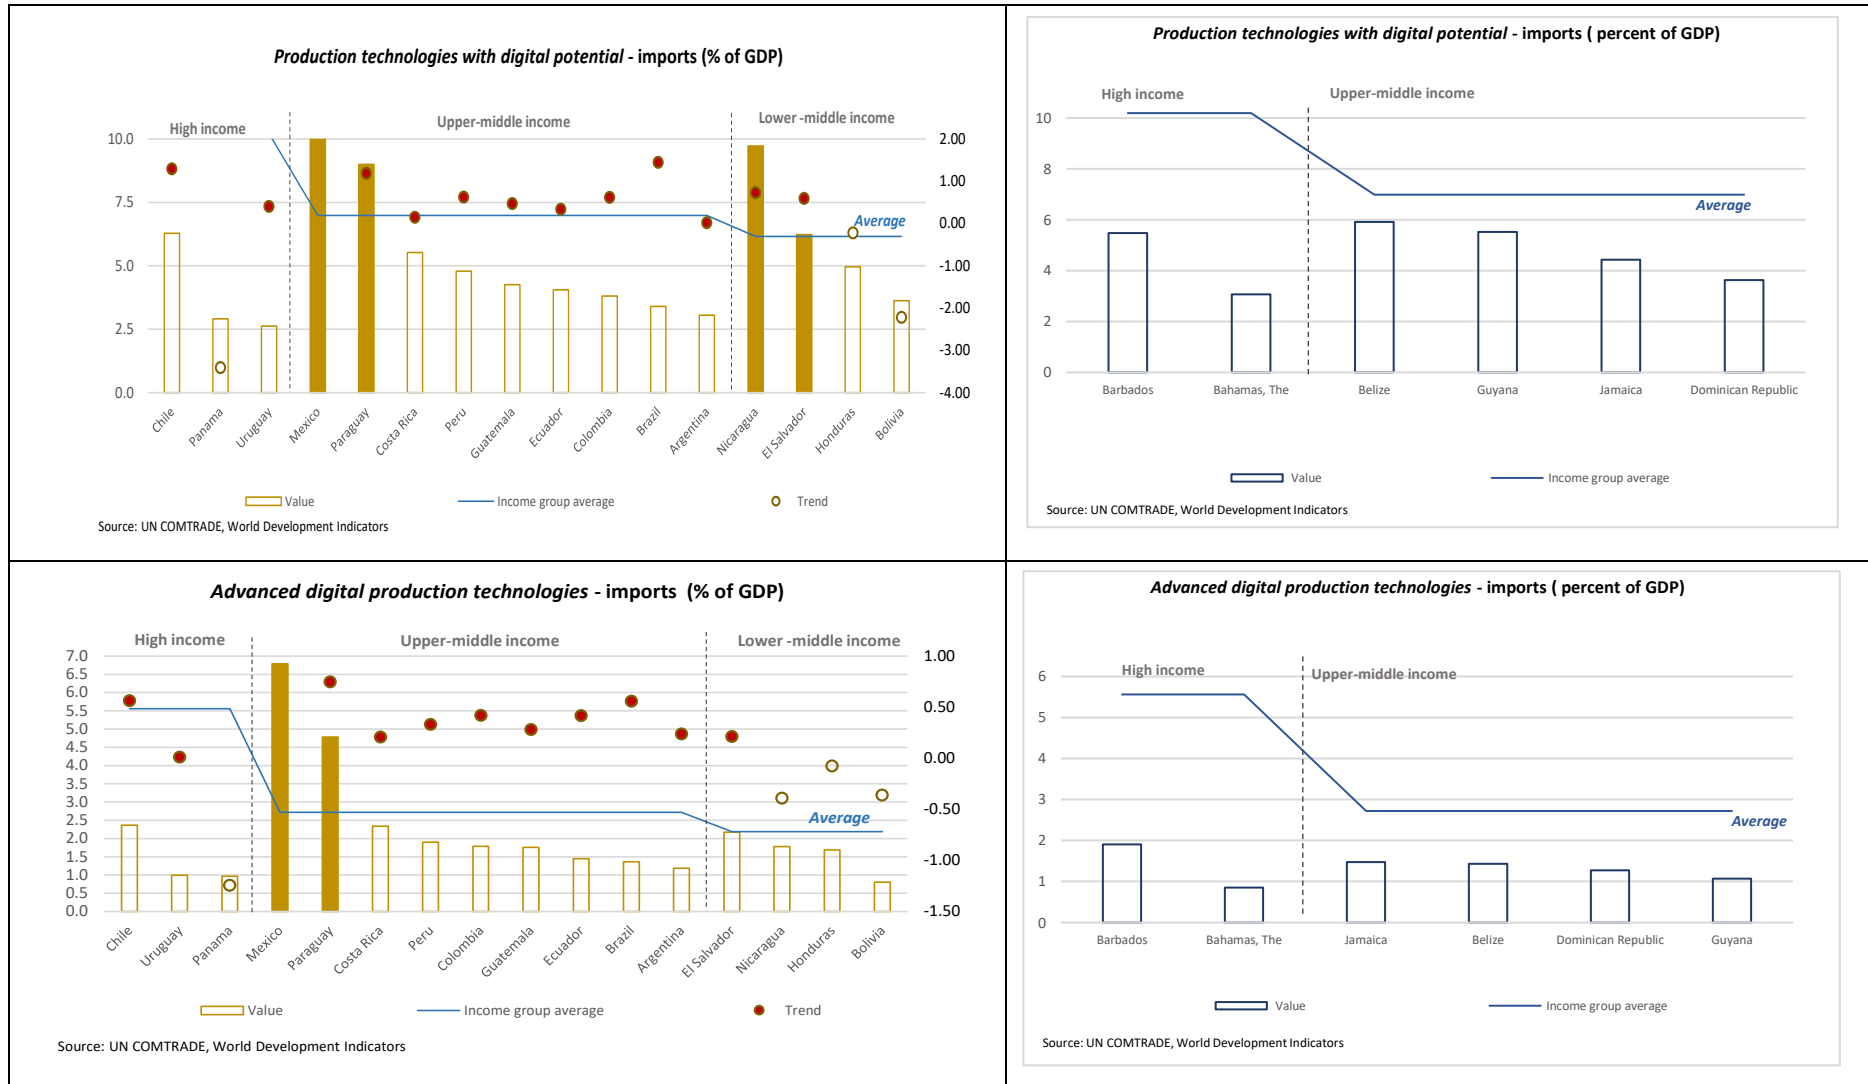 Production technologies with digital potential - imports (% of GDP)
High income
Upper-middle income
Lower -middle income
10.0
7.5
5.0
2.5
0.0
2.00
1.00
0.00
-1.00
-2.00
-3.00
-4.00
Average
Chile
Panama
Uruguay
Mexico
Paraguay
Costa Rica
Peru
Guatemala
Ecuador
Colombia
Brazil
Argentina
Nicaragua
El Salvador
Honduras
Bolivia
Value
Income group average
Trend
Source: UN COMTRADE, World Development Indicators
Production technologies with digital potential - imports ( percent of GDP)
High income
Upper-middle income
10
8
6
4
2
0
Average
Barbados
Bahamas, The
Belize
Guyana
Jamaica
Dominican Republic
Value
Income group average
Source: UN COMTRADE, World Development Indicators
Advanced digital production technologies - imports (% of GDP)
High income
Upper-middle income
Lower -middle income
7.0
6.5
6.0
5.5
5.0
4.5
4.0
3.5
3.0
2.5
2.0
1.5
1.0
0.5
0.0
1.00
0.50
0.00
-0.50
-1.00
-1.50
Average
Chile
Uruguay
Panama
Mexico
Paraguay
Costa Rica
Peru
Colombia
Guatemala
Ecuador
Brazil
Argentina
El Salvador
Nicaragua
Honduras
Bolivia
Value
Income group average
Trend
Source: UN COMTRADE, World Development Indicators
Advanced digital production technologies - imports ( percent of GDP)
High income
Upper-middle income
6
5
4
3
2
1
0
Average
Barbados
Bahamas, The
Jamaica
Belize
Dominican Republic
Guyana
Value
Income group average
Source: UN COMTRADE, World Development Indicators